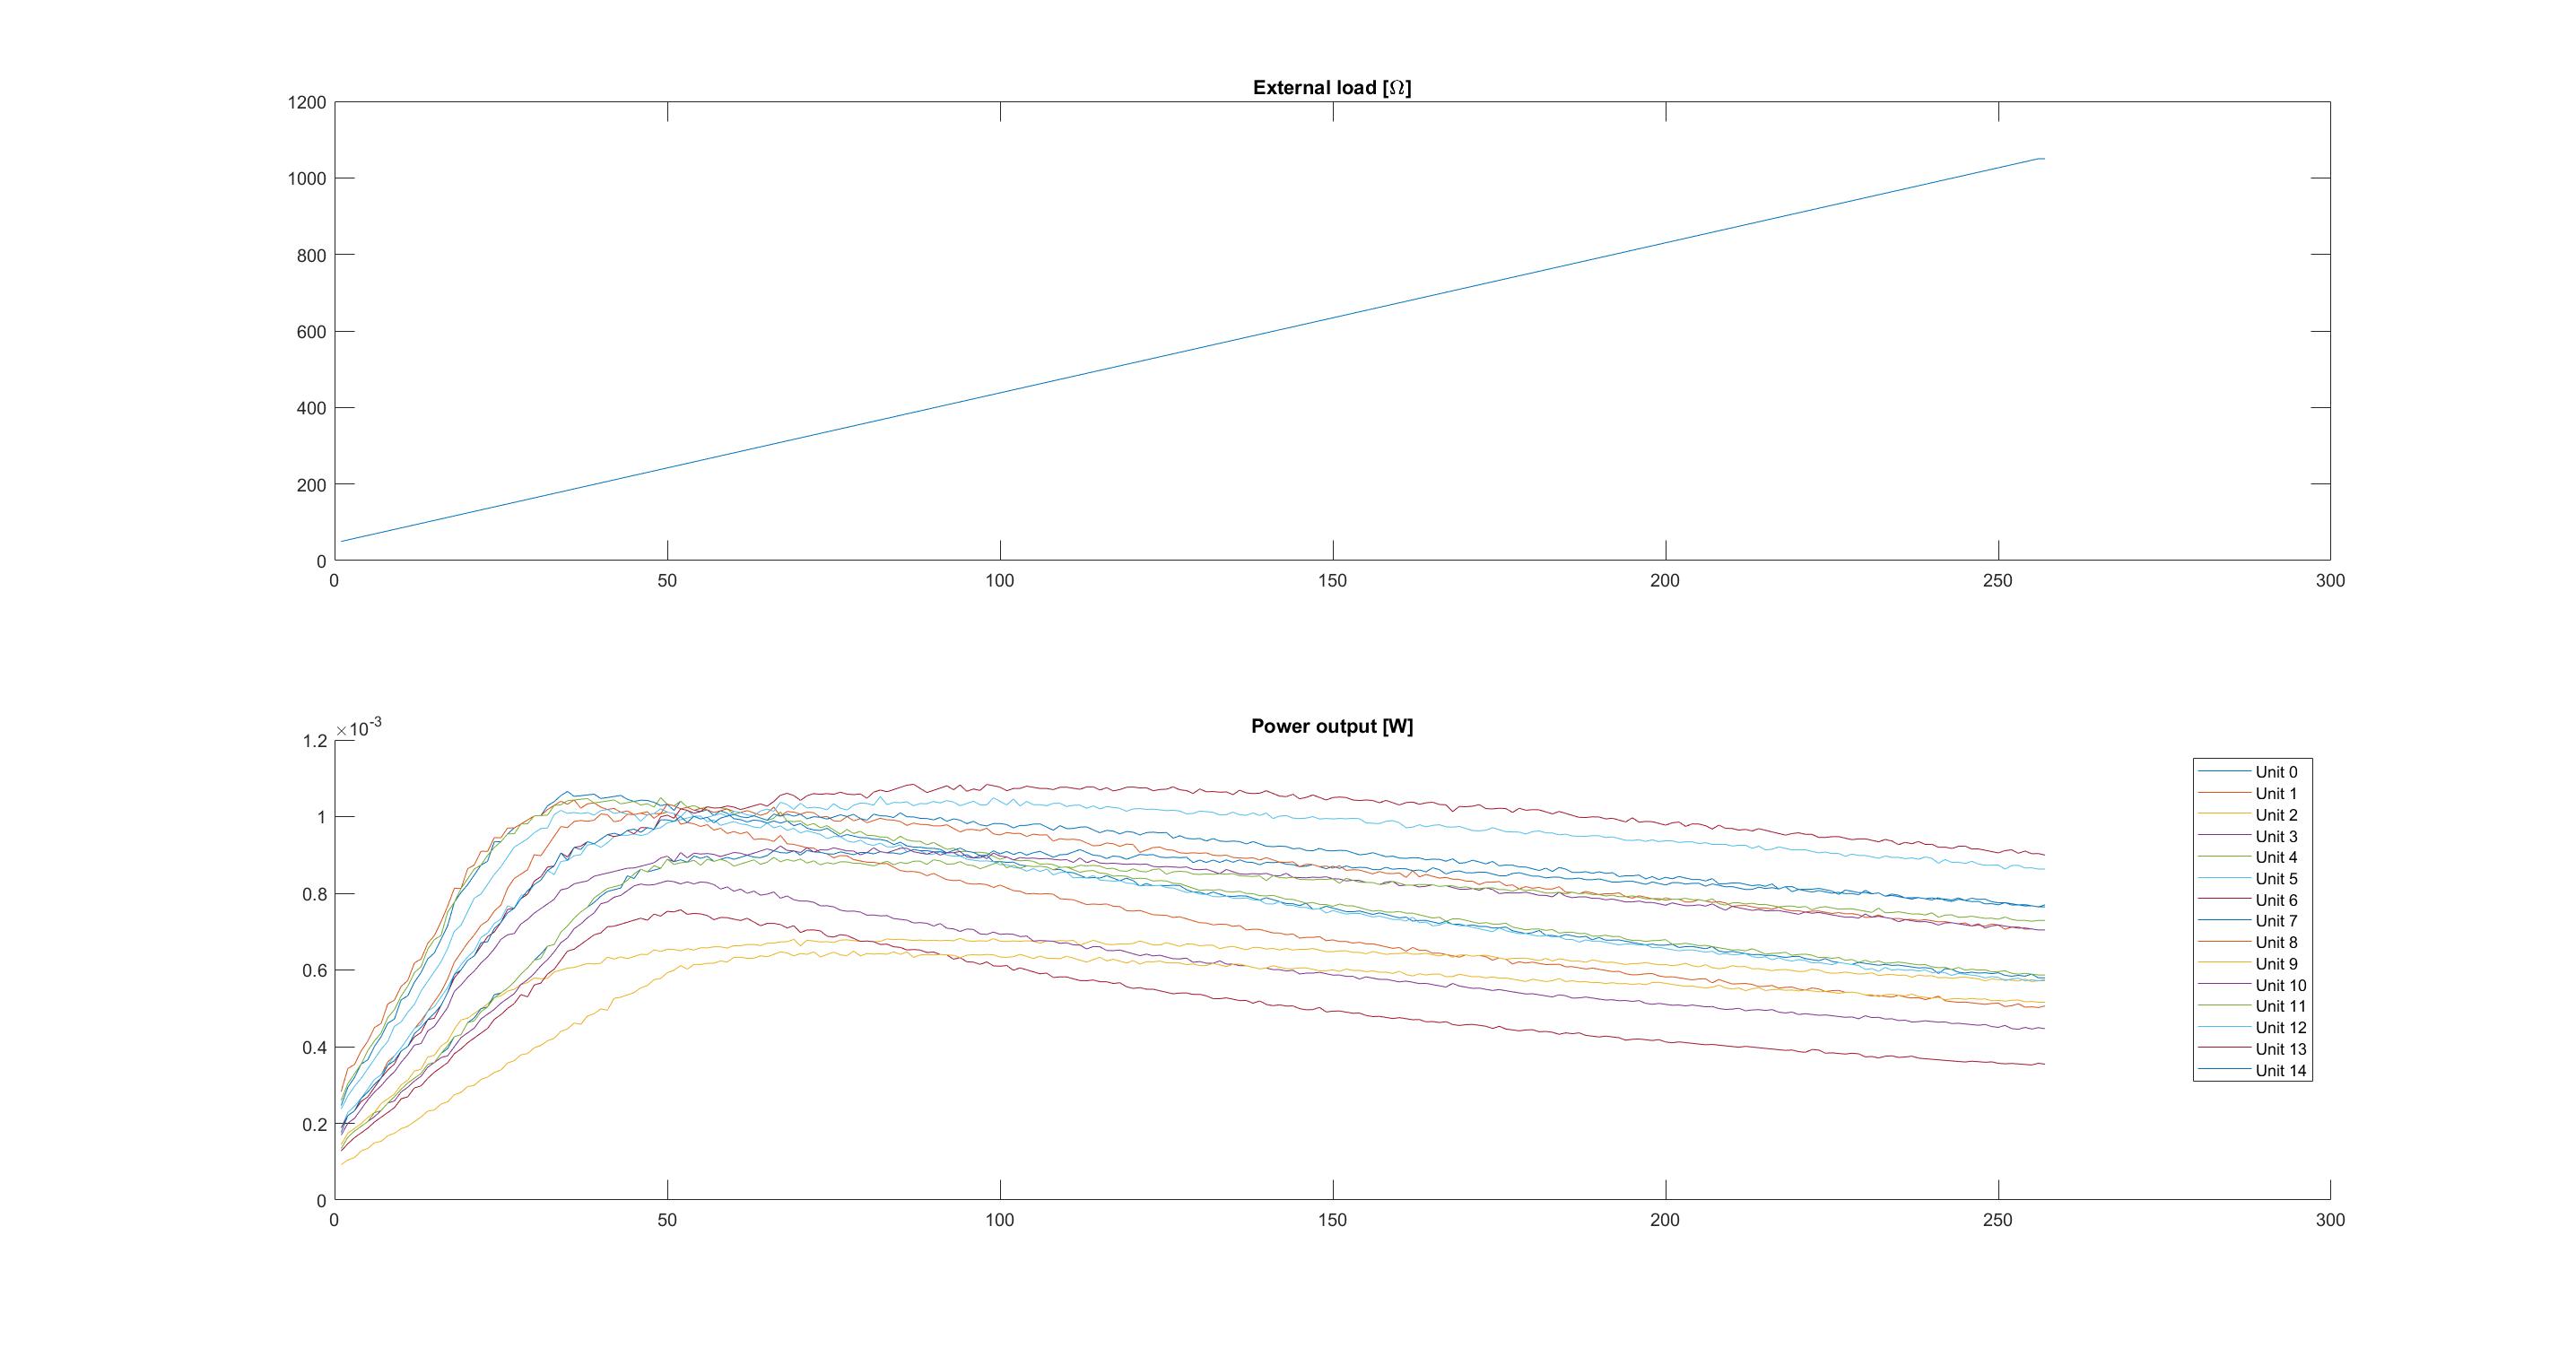 External load [Ω]
1200
1000
800
600
400
200
0
0 50 100 150 200 250 300
Power output [W]
×10-3
1.2
1
0.8
0.6
0.4
0.2
0
0 50 100 150 200 250 300
Unit 0
Unit 1
Unit 2
Unit 3
Unit 4
Unit 5
Unit 6
Unit 7
Unit 8
Unit 9
Unit 10
Unit 11
Unit 12
Unit 13
Unit 14